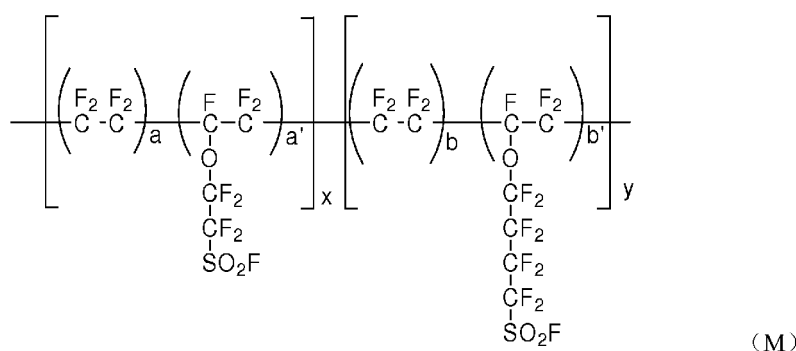 F₂ F₂ F F₂ F₂ F₂ F F₂
C-C a C-C a' C-C b C-C b'
O O
CF₂ x CF₂ y
CF₂ CF₂
SO₂F CF₂
CF₂
SO₂F (M)